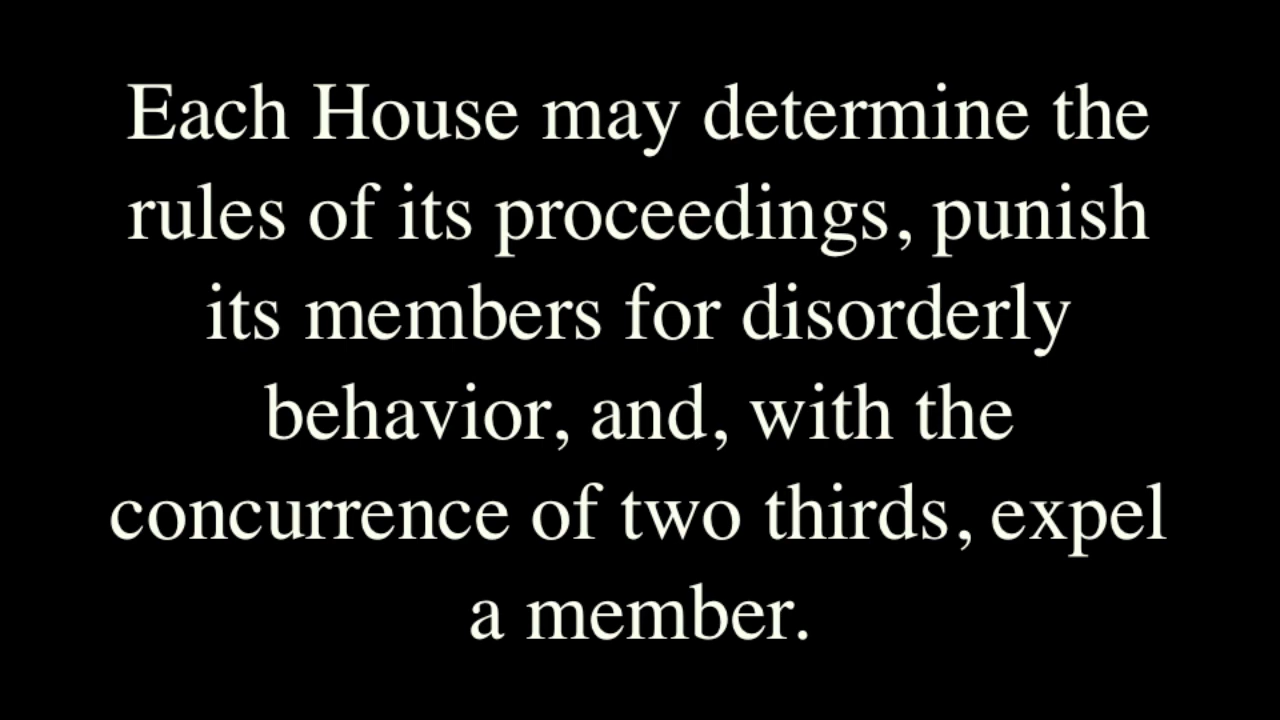 Each House may determine the
rules of its proceedings, punish
its members for disorderly
behavior, and, with the
concurrence of two thirds, expel
a member.